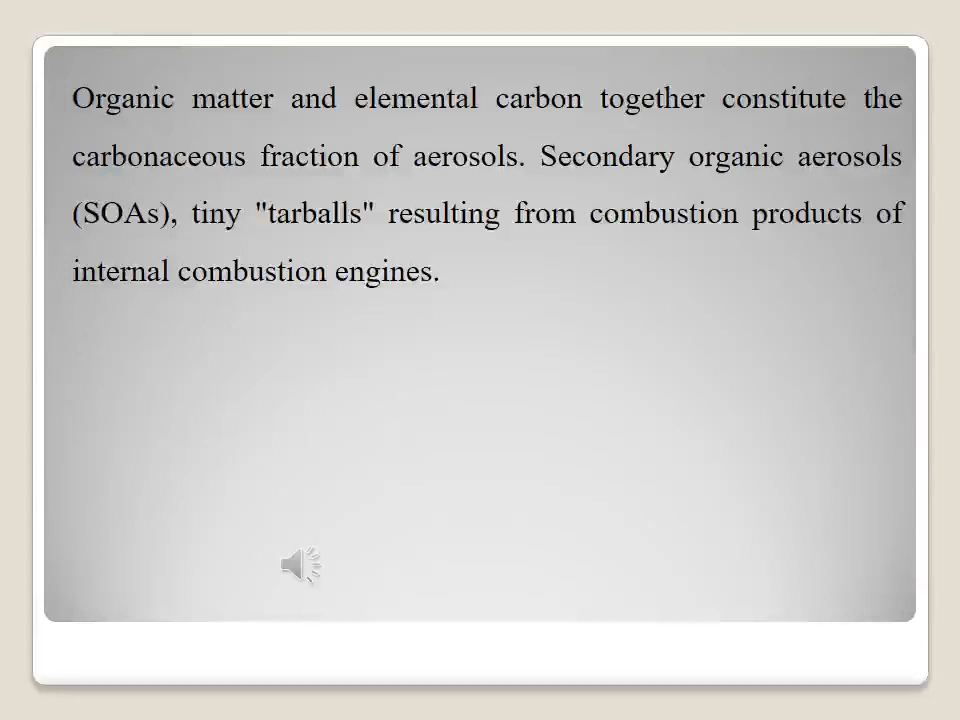 Organic matter and elemental carbon together constitute the
carbonaceous fraction of aerosols. Secondary organic aerosols
(SOAs), tiny "tarballs" resulting from combustion products of
internal combustion engines.